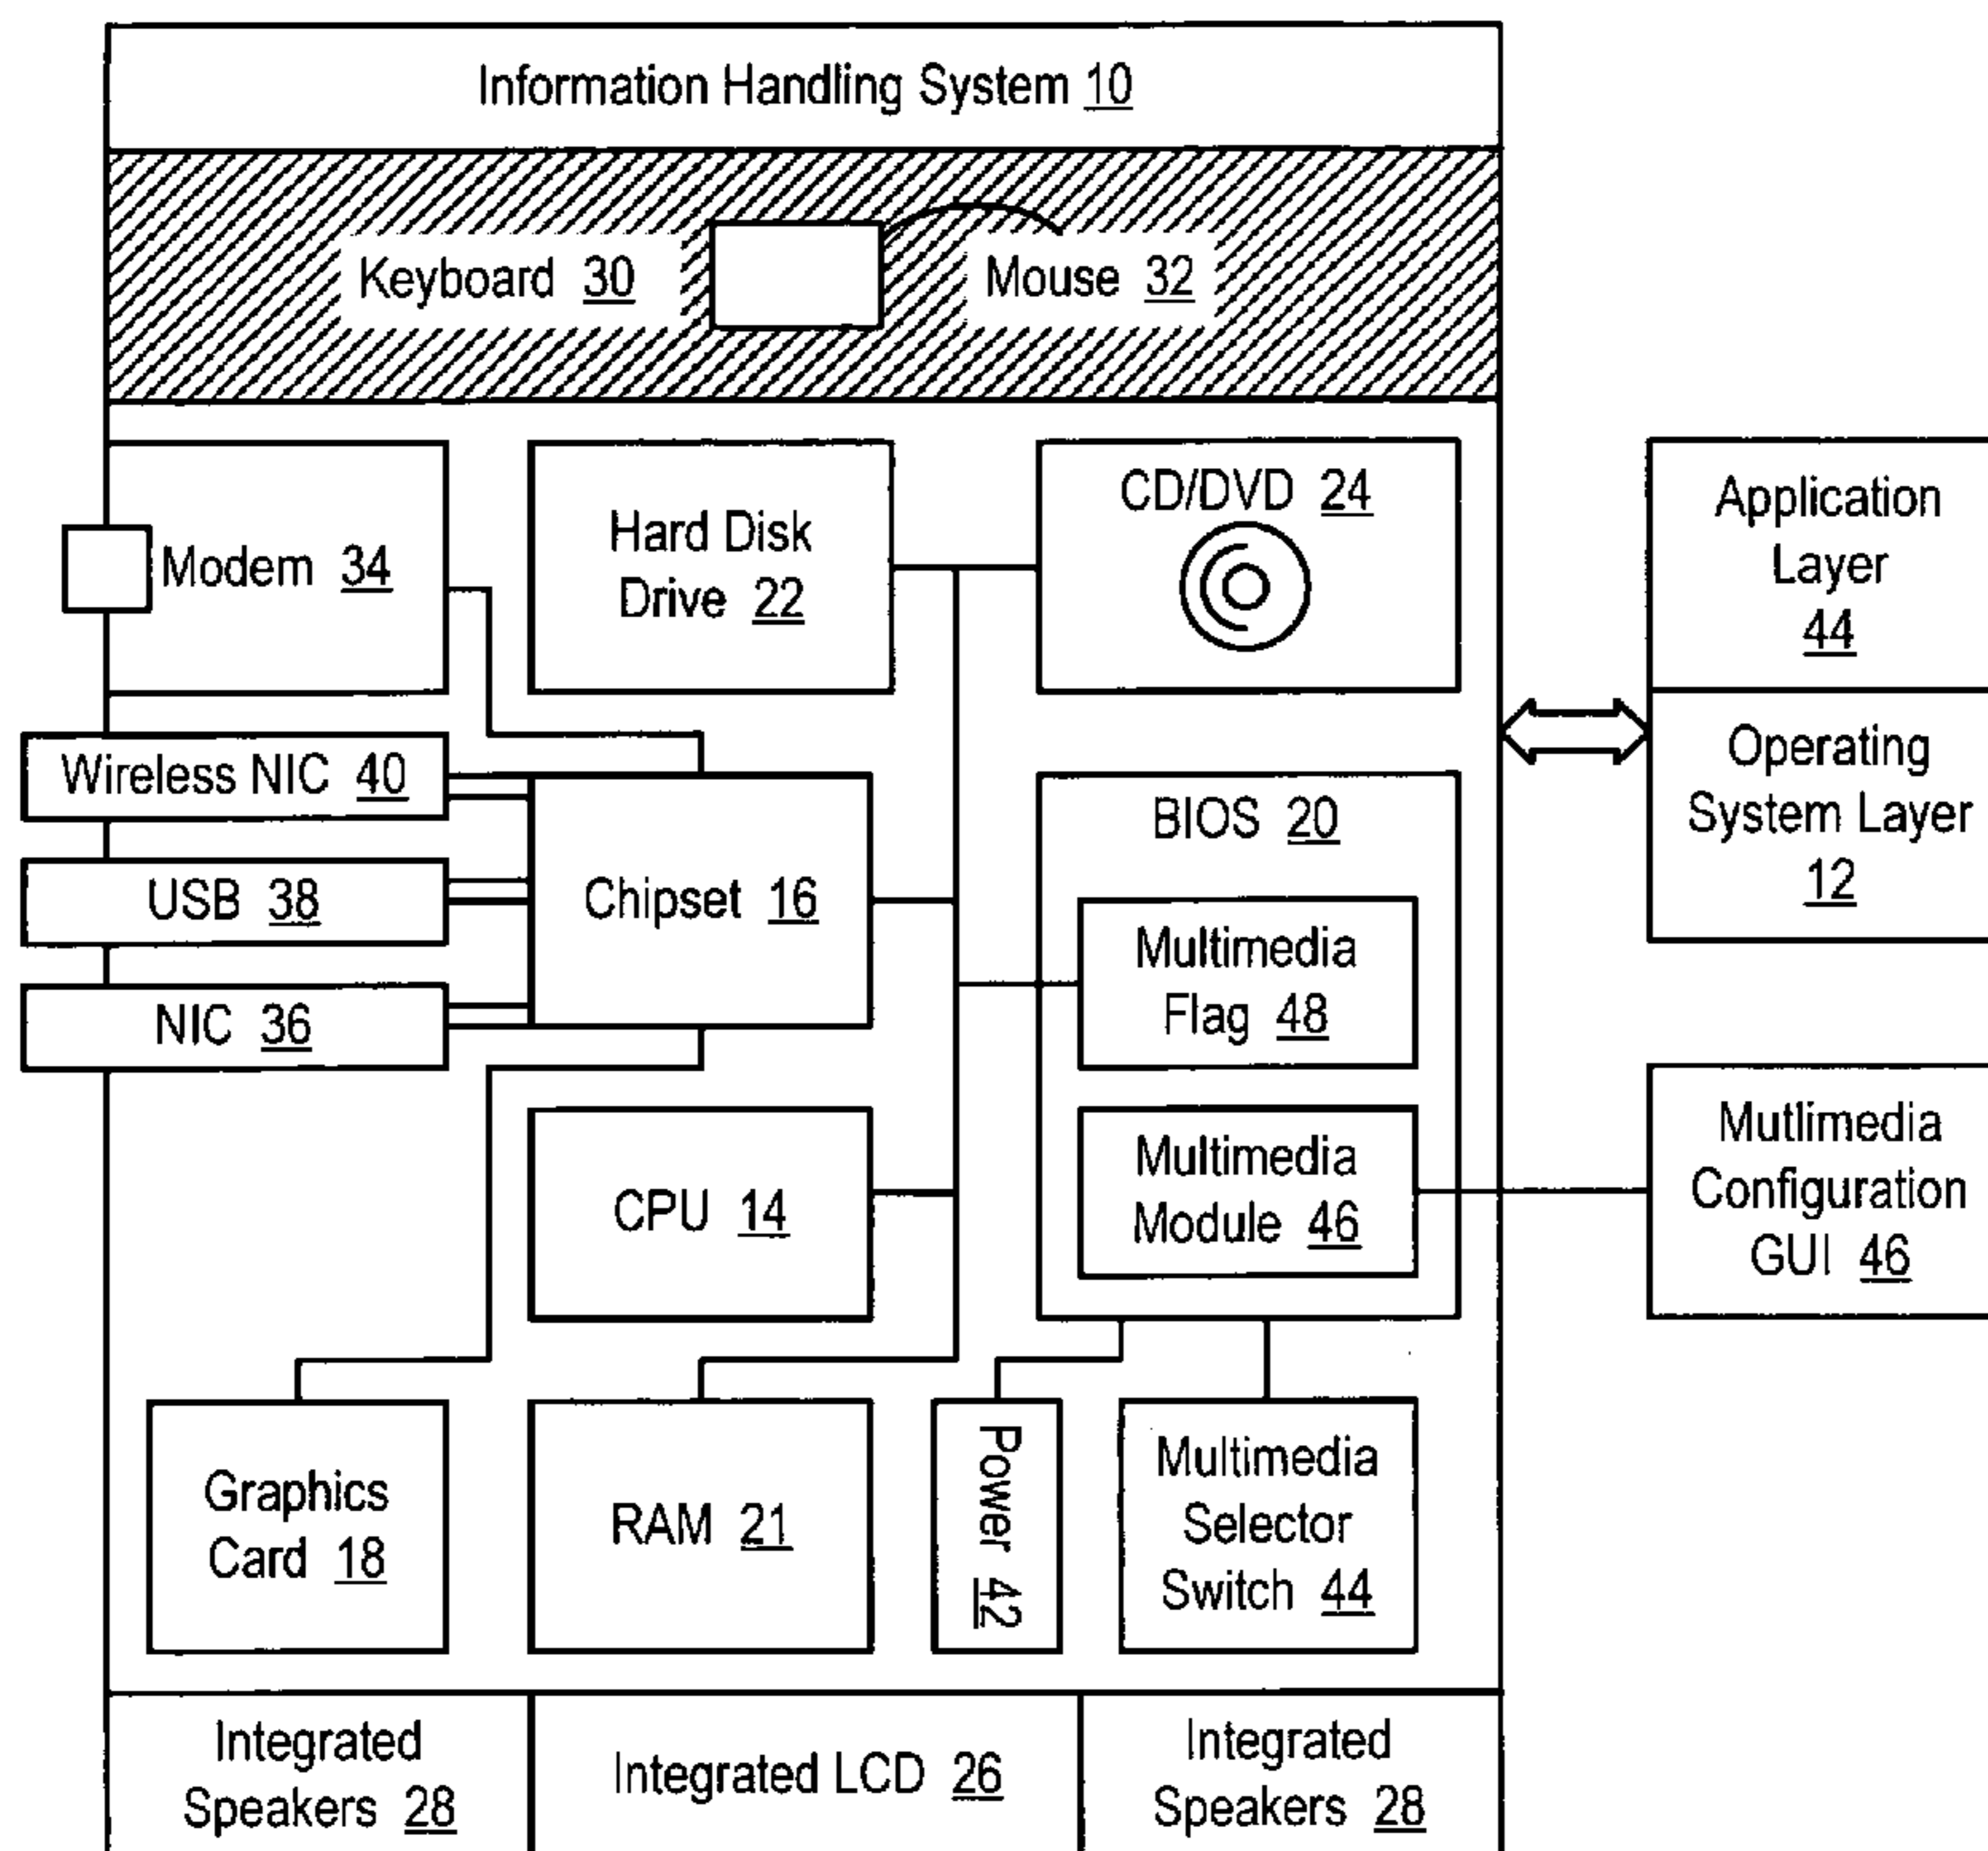 Information Handling System 10
Keyboard 30
Mouse 32
Modem 34
Hard Disk
Drive 22
CD/DVD 24
Application
Layer
44
Wireless NIC 40
USB 38
NIC 36
Chipset 16
BIOS 20
Multimedia
Flag 48
Multimedia
Module 46
Operating
System Layer
12
Mutlimedia
Configuration
GUI 46
CPU 14
Graphics
Card 18
RAM 21
Power 42
Multimedia
Selector
Switch 44
Integrated
Speakers 28
Integrated LCD 26
Integrated
Speakers 28